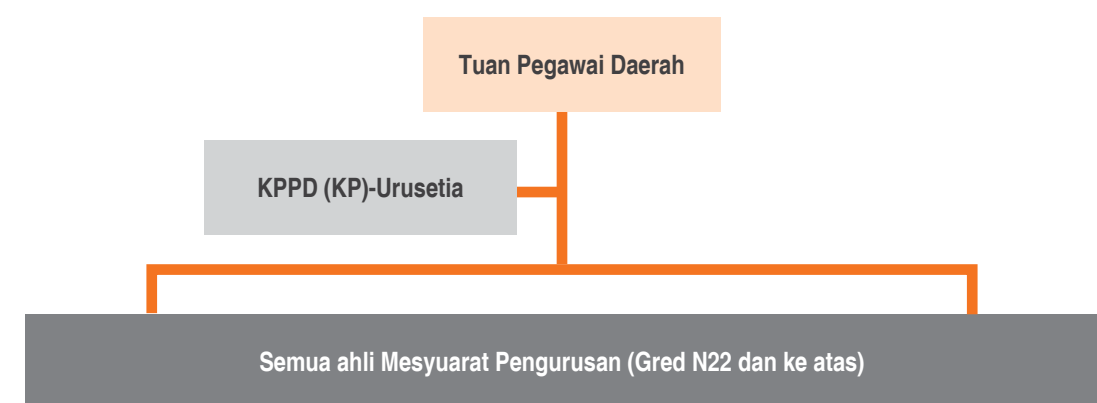 Tuan Pegawai Daerah
KPPD (KP)-Urusetia
Semua ahli Mesyuarat Pengurusan (Gred N22 dan ke atas)